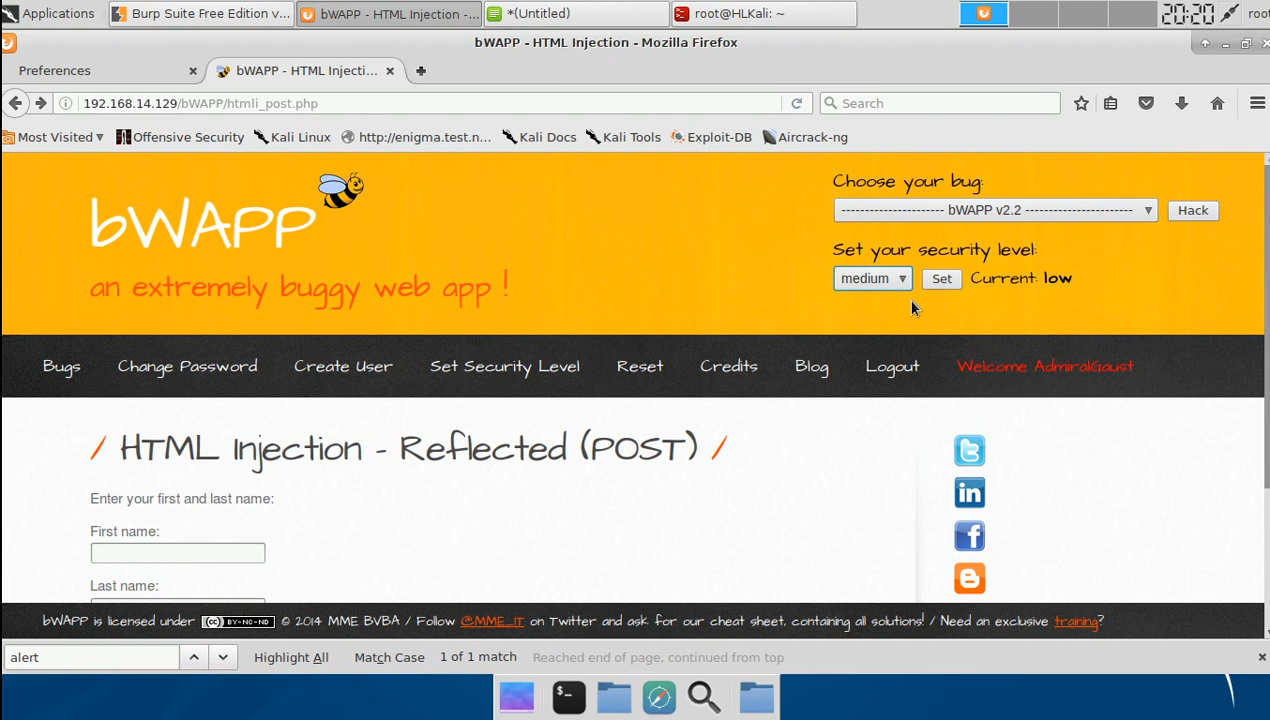 Applications
Burp Suite Free Edition v...
bWAPP - HTML Injection -...
*(Untitled)
root@HLKali: ~
20:20
root
bWAPP - HTML Injection - Mozilla Firefox
Preferences
bWAPP - HTML Injecti...
192.168.14.129/bWAPP/htmli_post.php
Search
Most Visited
Offensive Security
Kali Linux
http://enigma.test.n...
Kali Docs
Kali Tools
Exploit-DB
Aircrack-ng
bWAPP
an extremely buggy web app !
Choose your bug:
---------------------- bWAPP v2.2 -----------------------
Hack
Set your security level:
medium
Set
Current: low
Bugs
Change Password
Create User
Set Security Level
Reset
Credits
Blog
Logout
Welcome AdmiralGaust
/ HTML Injection - Reflected (POST) /
Enter your first and last name:
First name:
Last name:
bWAPP is licensed under (cc) BY-NC-ND © 2014 MME BVBA / Follow @MME_IT on Twitter and ask for our cheat sheet, containing all solutions! / Need an exclusive training?
alert
Highlight All
Match Case
1 of 1 match
Reached end of page, continued from top